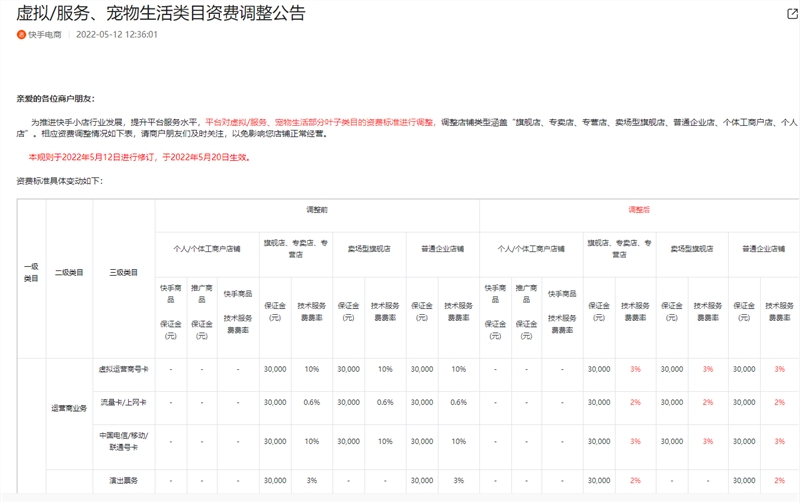 虚拟/服务、宠物生活类目资费调整公告
快手电商 2022-05-12 12:36:01
亲爱的各位商户朋友：
为推进快手小店行业发展，提升平台服务水平，平台对虚拟/服务、宠物生活部分叶子类目的资费标准进行调整，调整店铺类型涵盖“旗舰店、专卖店、专营店、卖场型旗舰店、普通企业店、个体工商户店、个人
店”。相应资费调整情况如下表，请商户朋友们及时关注，以免影响您店铺正常经营。
本规则于2022年5月12日进行修订，于2022年5月20日生效。
资费标准具体变动如下：
一级类目 二级类目 三级类目 调整前 调整后
个人/个体工商户店铺 旗舰店、专卖店、专营店 卖场型旗舰店 普通企业店铺 个人/个体工商户店铺 旗舰店、专卖店、专营店 卖场型旗舰店 普通企业店铺
快手商品 保证金(元) 推广商品 保证金(元) 快手商品 技术服务费费率 保证金(元) 技术服务费费率 保证金(元) 技术服务费费率 保证金(元) 技术服务费费率 快手商品 保证金(元) 推广商品 保证金(元) 快手商品 技术服务费费率 保证金(元) 技术服务费费率 保证金(元) 技术服务费费率 保证金(元) 技术服务费费率
运营商业务
虚拟运营商号卡 - - - 30,000 10% 30,000 10% 30,000 10% - - - 30,000 3% 30,000 3% 30,000 3%
流量卡/上网卡 - - - 30,000 0.6% 30,000 0.6% 30,000 0.6% - - - 30,000 2% 30,000 2% 30,000 2%
中国电信/移动/联通号卡 - - - 30,000 10% 30,000 10% 30,000 10% - - - 30,000 3% 30,000 3% 30,000 3%
演出票务 - - - 30,000 3% - - 30,000 3% - - - 30,000 2% - - 30,000 2%